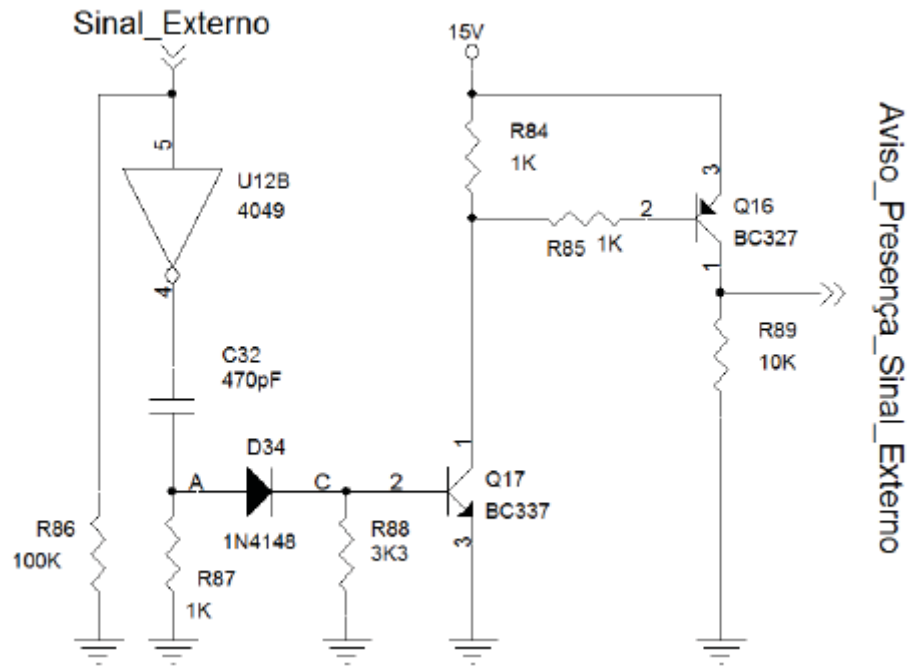 Sinal_Externo
15V
5
U12B
4049
4
C32
470pF
R86
100K
R87
1K
A
D34
1N4148
C
R88
3K3
2
1
Q17
BC337
3
R84
1K
R85
1K
2
3
Q16
BC327
1
R89
10K
Aviso_Presença_Sinal_Externo